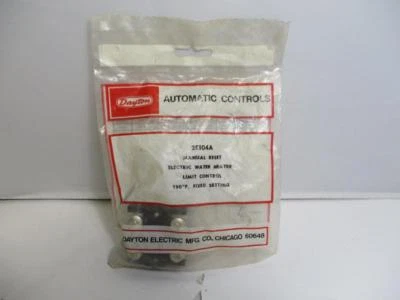 Dayton
AUTOMATIC CONTROLS
2E104A
MANUAL RESET
ELECTRIC WATER HEATER
LIMIT CONTROL
190°F. FIXED SETTING
DAYTON ELECTRIC MFG. CO., CHICAGO 60648